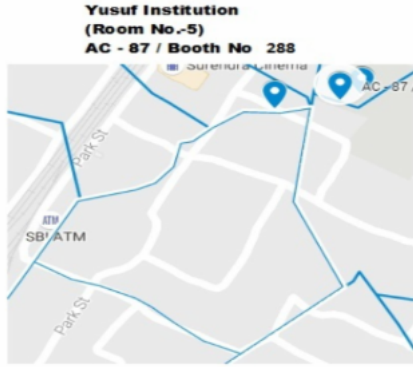 Yusuf Institution
(Room No.-5)
AC - 87 / Booth No 288
Surendra Cinema
AC - 87 /
Park St
ATM
SBI ATM
Park St